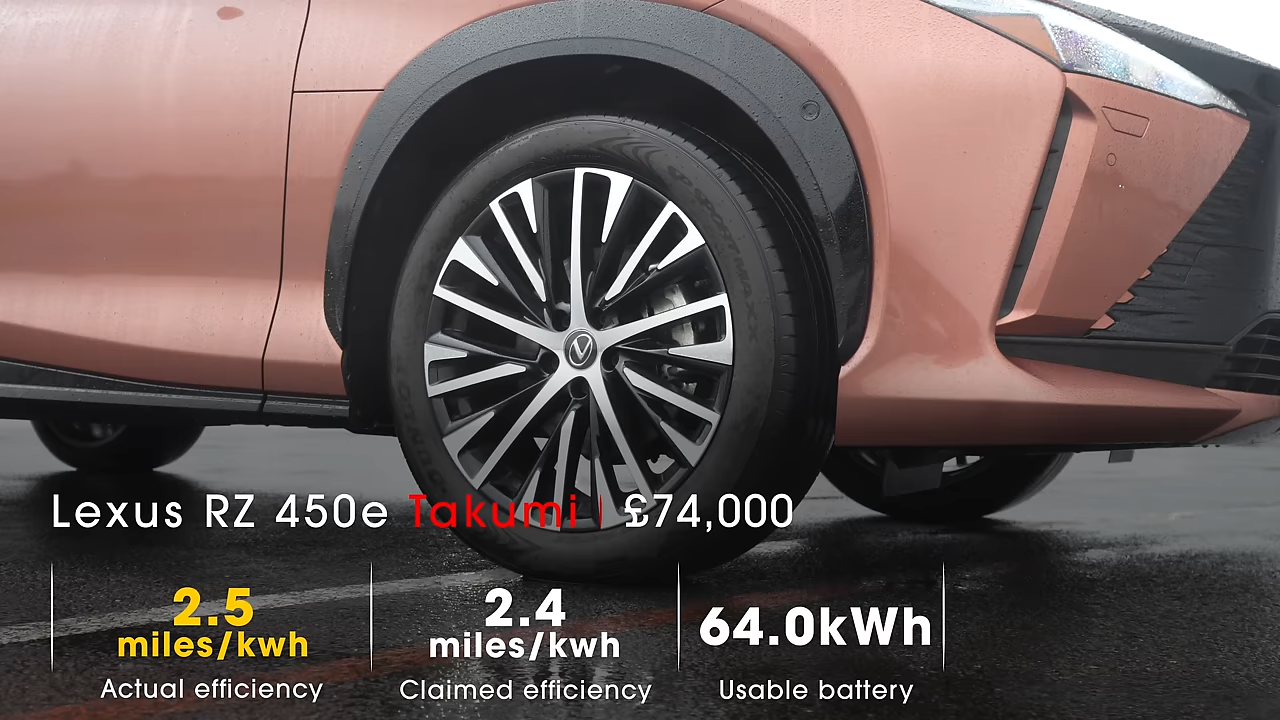 Lexus RZ 450e Takumi | £74,000
2.5
miles/kwh
Actual efficiency
2.4
miles/kwh
Claimed efficiency
64.0kWh
Usable battery